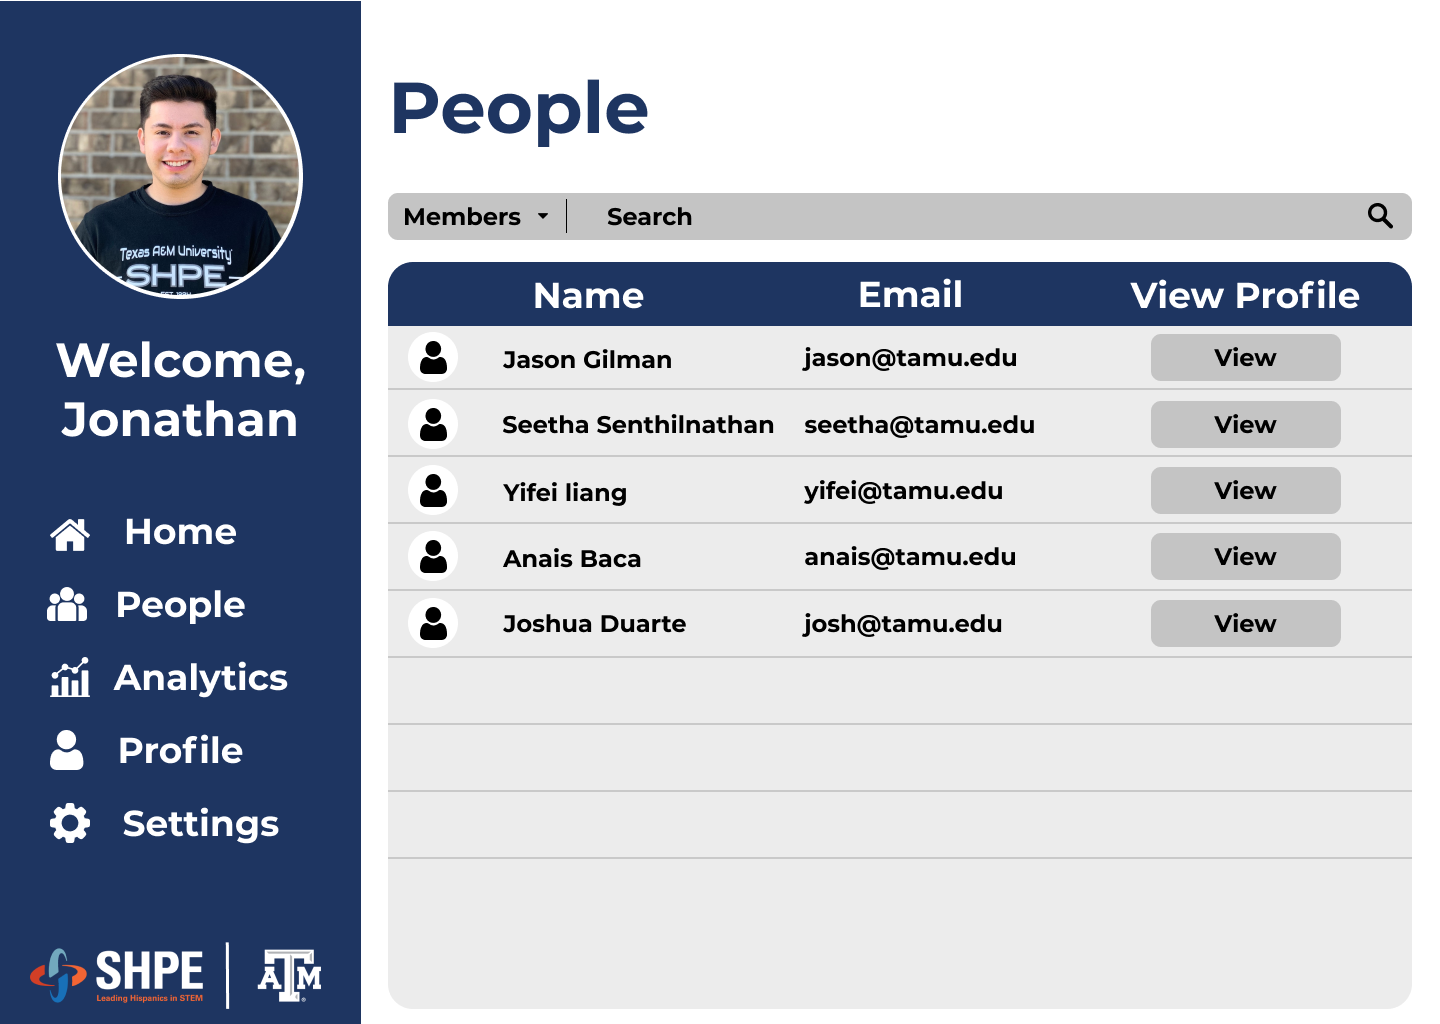 Texas A&M University
SHPE
EST. 1984
Welcome,
Jonathan
Home
People
Analytics
Profile
Settings
SHPE
Leading Hispanics in STEM
ATM
People
Members
Search
Name Email View Profile
Jason Gilman jason@tamu.edu View
Seetha Senthilnathan seetha@tamu.edu View
Yifei liang yifei@tamu.edu View
Anais Baca anais@tamu.edu View
Joshua Duarte josh@tamu.edu View